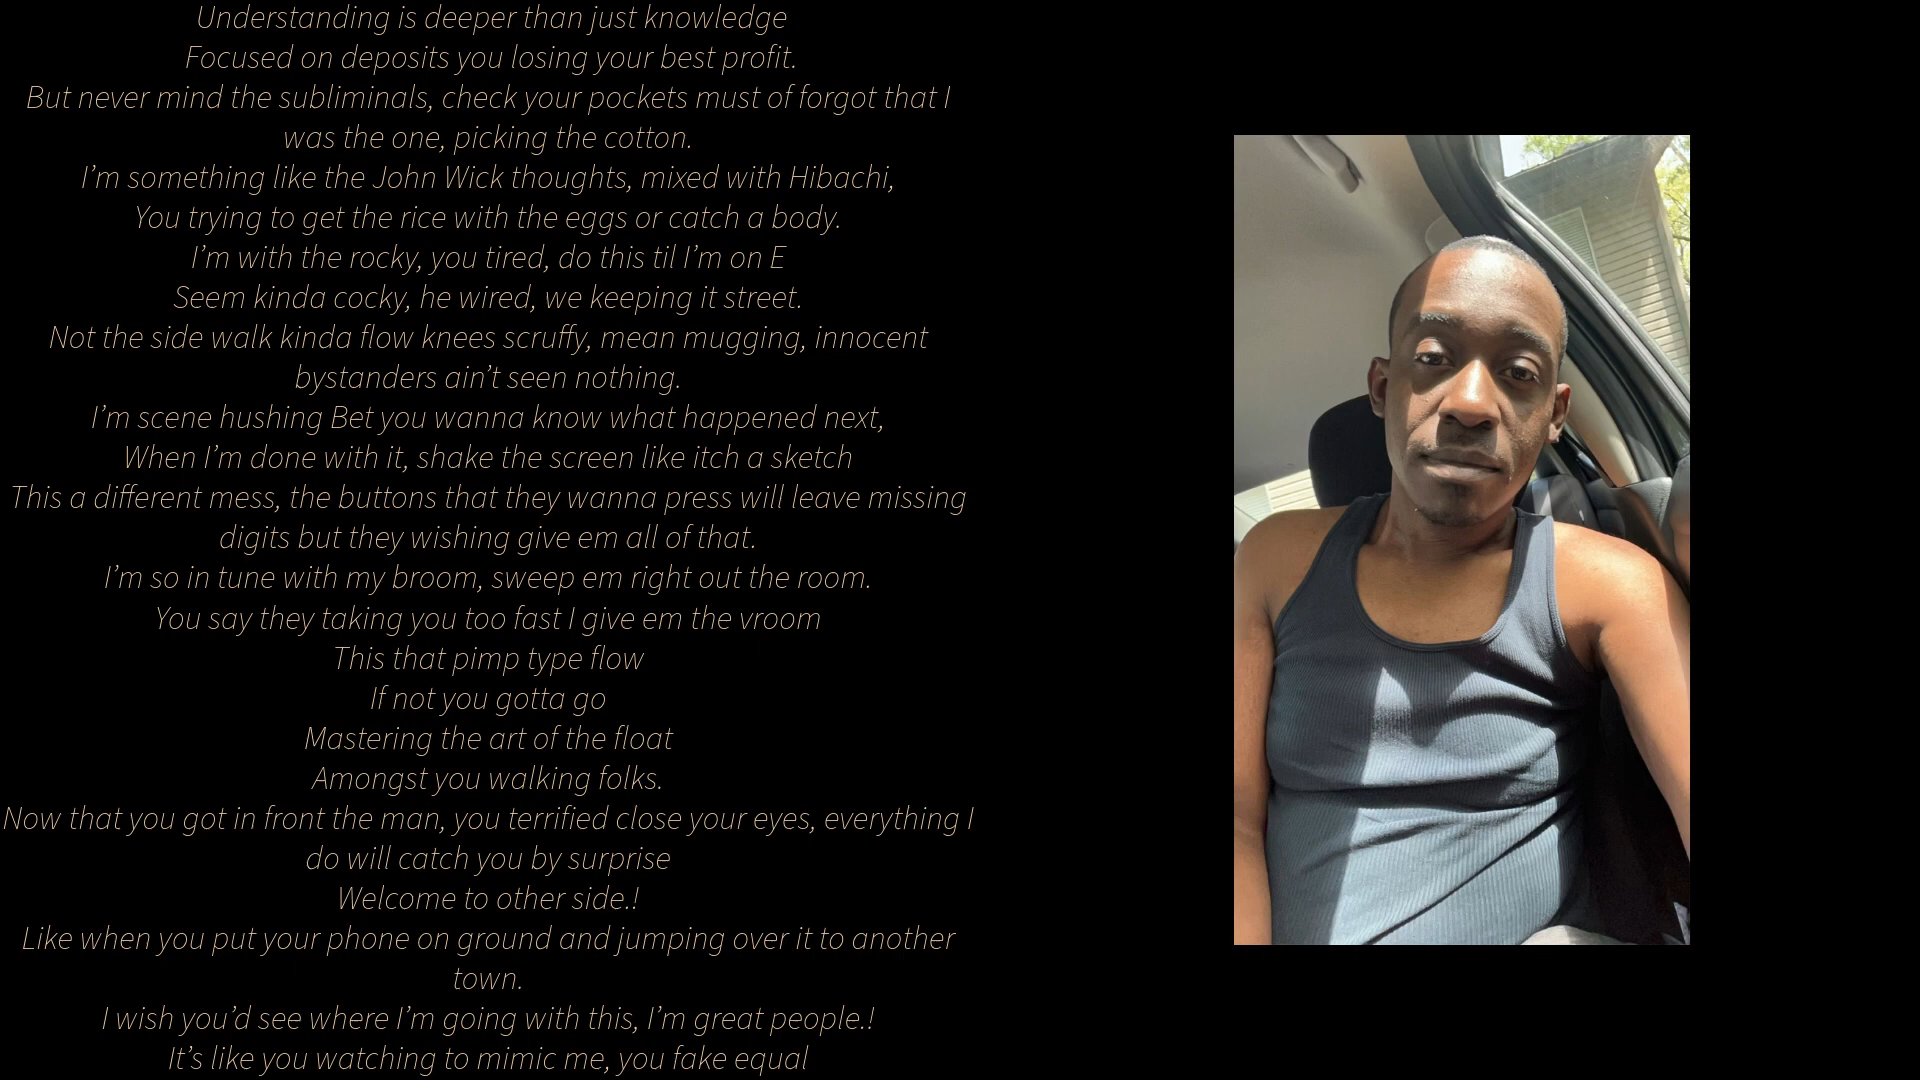 Understanding is deeper than just knowledge
Focused on deposits you losing your best profit.
But never mind the subliminals, check your pockets must of forgot that I
was the one, picking the cotton.
I’m something like the John Wick thoughts, mixed with Hibachi,
You trying to get the rice with the eggs or catch a body.
I’m with the rocky, you tired, do this til I’m on E
Seem kinda cocky, he wired, we keeping it street.
Not the side walk kinda flow knees scruffy, mean mugging, innocent
bystanders ain’t seen nothing.
I’m scene hushing Bet you wanna know what happened next,
When I’m done with it, shake the screen like itch a sketch
This a different mess, the buttons that they wanna press will leave missing
digits but they wishing give em all of that.
I’m so in tune with my broom, sweep em right out the room.
You say they taking you too fast I give em the vroom
This that pimp type flow
If not you gotta go
Mastering the art of the float
Amongst you walking folks.
Now that you got in front the man, you terrified close your eyes, everything I
do will catch you by surprise
Welcome to other side.!
Like when you put your phone on ground and jumping over it to another
town.
I wish you’d see where I’m going with this, I’m great people.!
It’s like you watching to mimic me, you fake equal